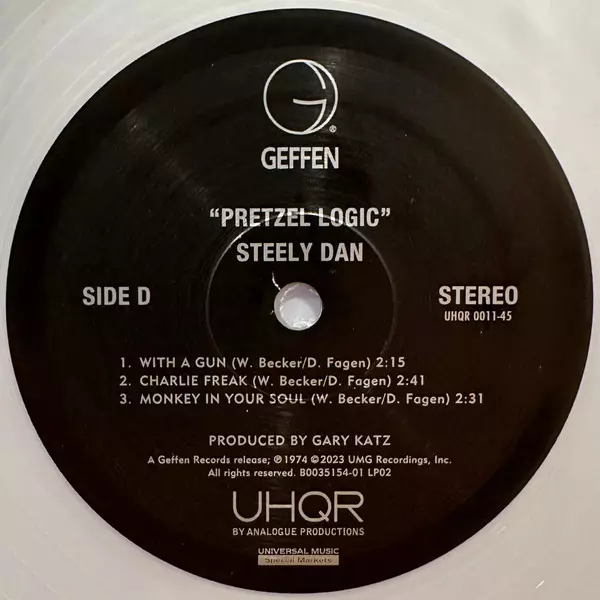 G
®
GEFFEN
“PRETZEL LOGIC”
STEELY DAN
SIDE D
STEREO
UHQR 0011-45
1. WITH A GUN (W. Becker/D. Fagen) 2:15
2. CHARLIE FREAK (W. Becker/D. Fagen) 2:41
3. MONKEY IN YOUR SOUL (W. Becker/D. Fagen) 2:31
PRODUCED BY GARY KATZ
A Geffen Records release; ℗ 1974 © 2023 UMG Recordings, Inc.
All rights reserved. B0035154-01 LP02
UHQR
BY ANALOGUE PRODUCTIONS
UNIVERSAL MUSIC
Special Markets